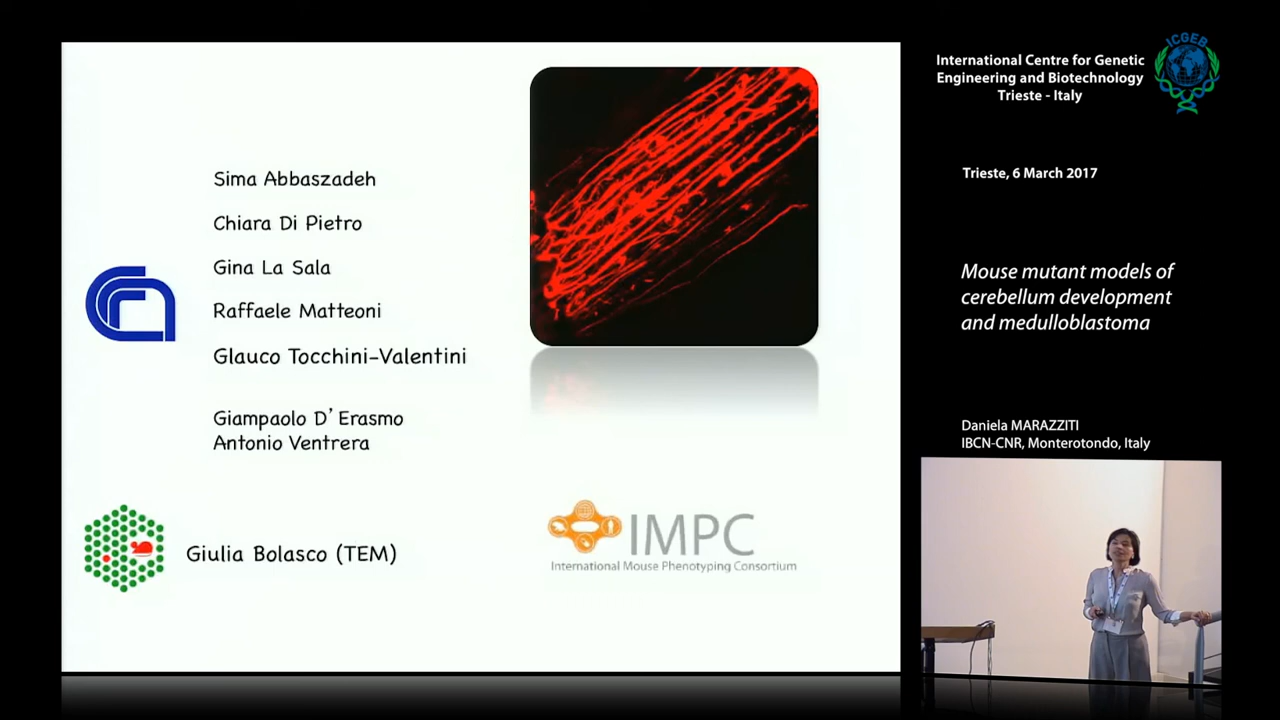 Sima Abbaszadeh
Chiara Di Pietro
Gina La Sala
Raffaele Matteoni
Glauco Tocchini-Valentini
Giampaolo D' Erasmo
Antonio Ventrera
Giulia Bolasco (TEM)
IMPC
International Mouse Phenotyping Consortium
International Centre for Genetic
Engineering and Biotechnology
Trieste - Italy
ICGEB
Trieste, 6 March 2017
Mouse mutant models of
cerebellum development
and medulloblastoma
Daniela MARAZZITI
IBCN-CNR, Monterotondo, Italy